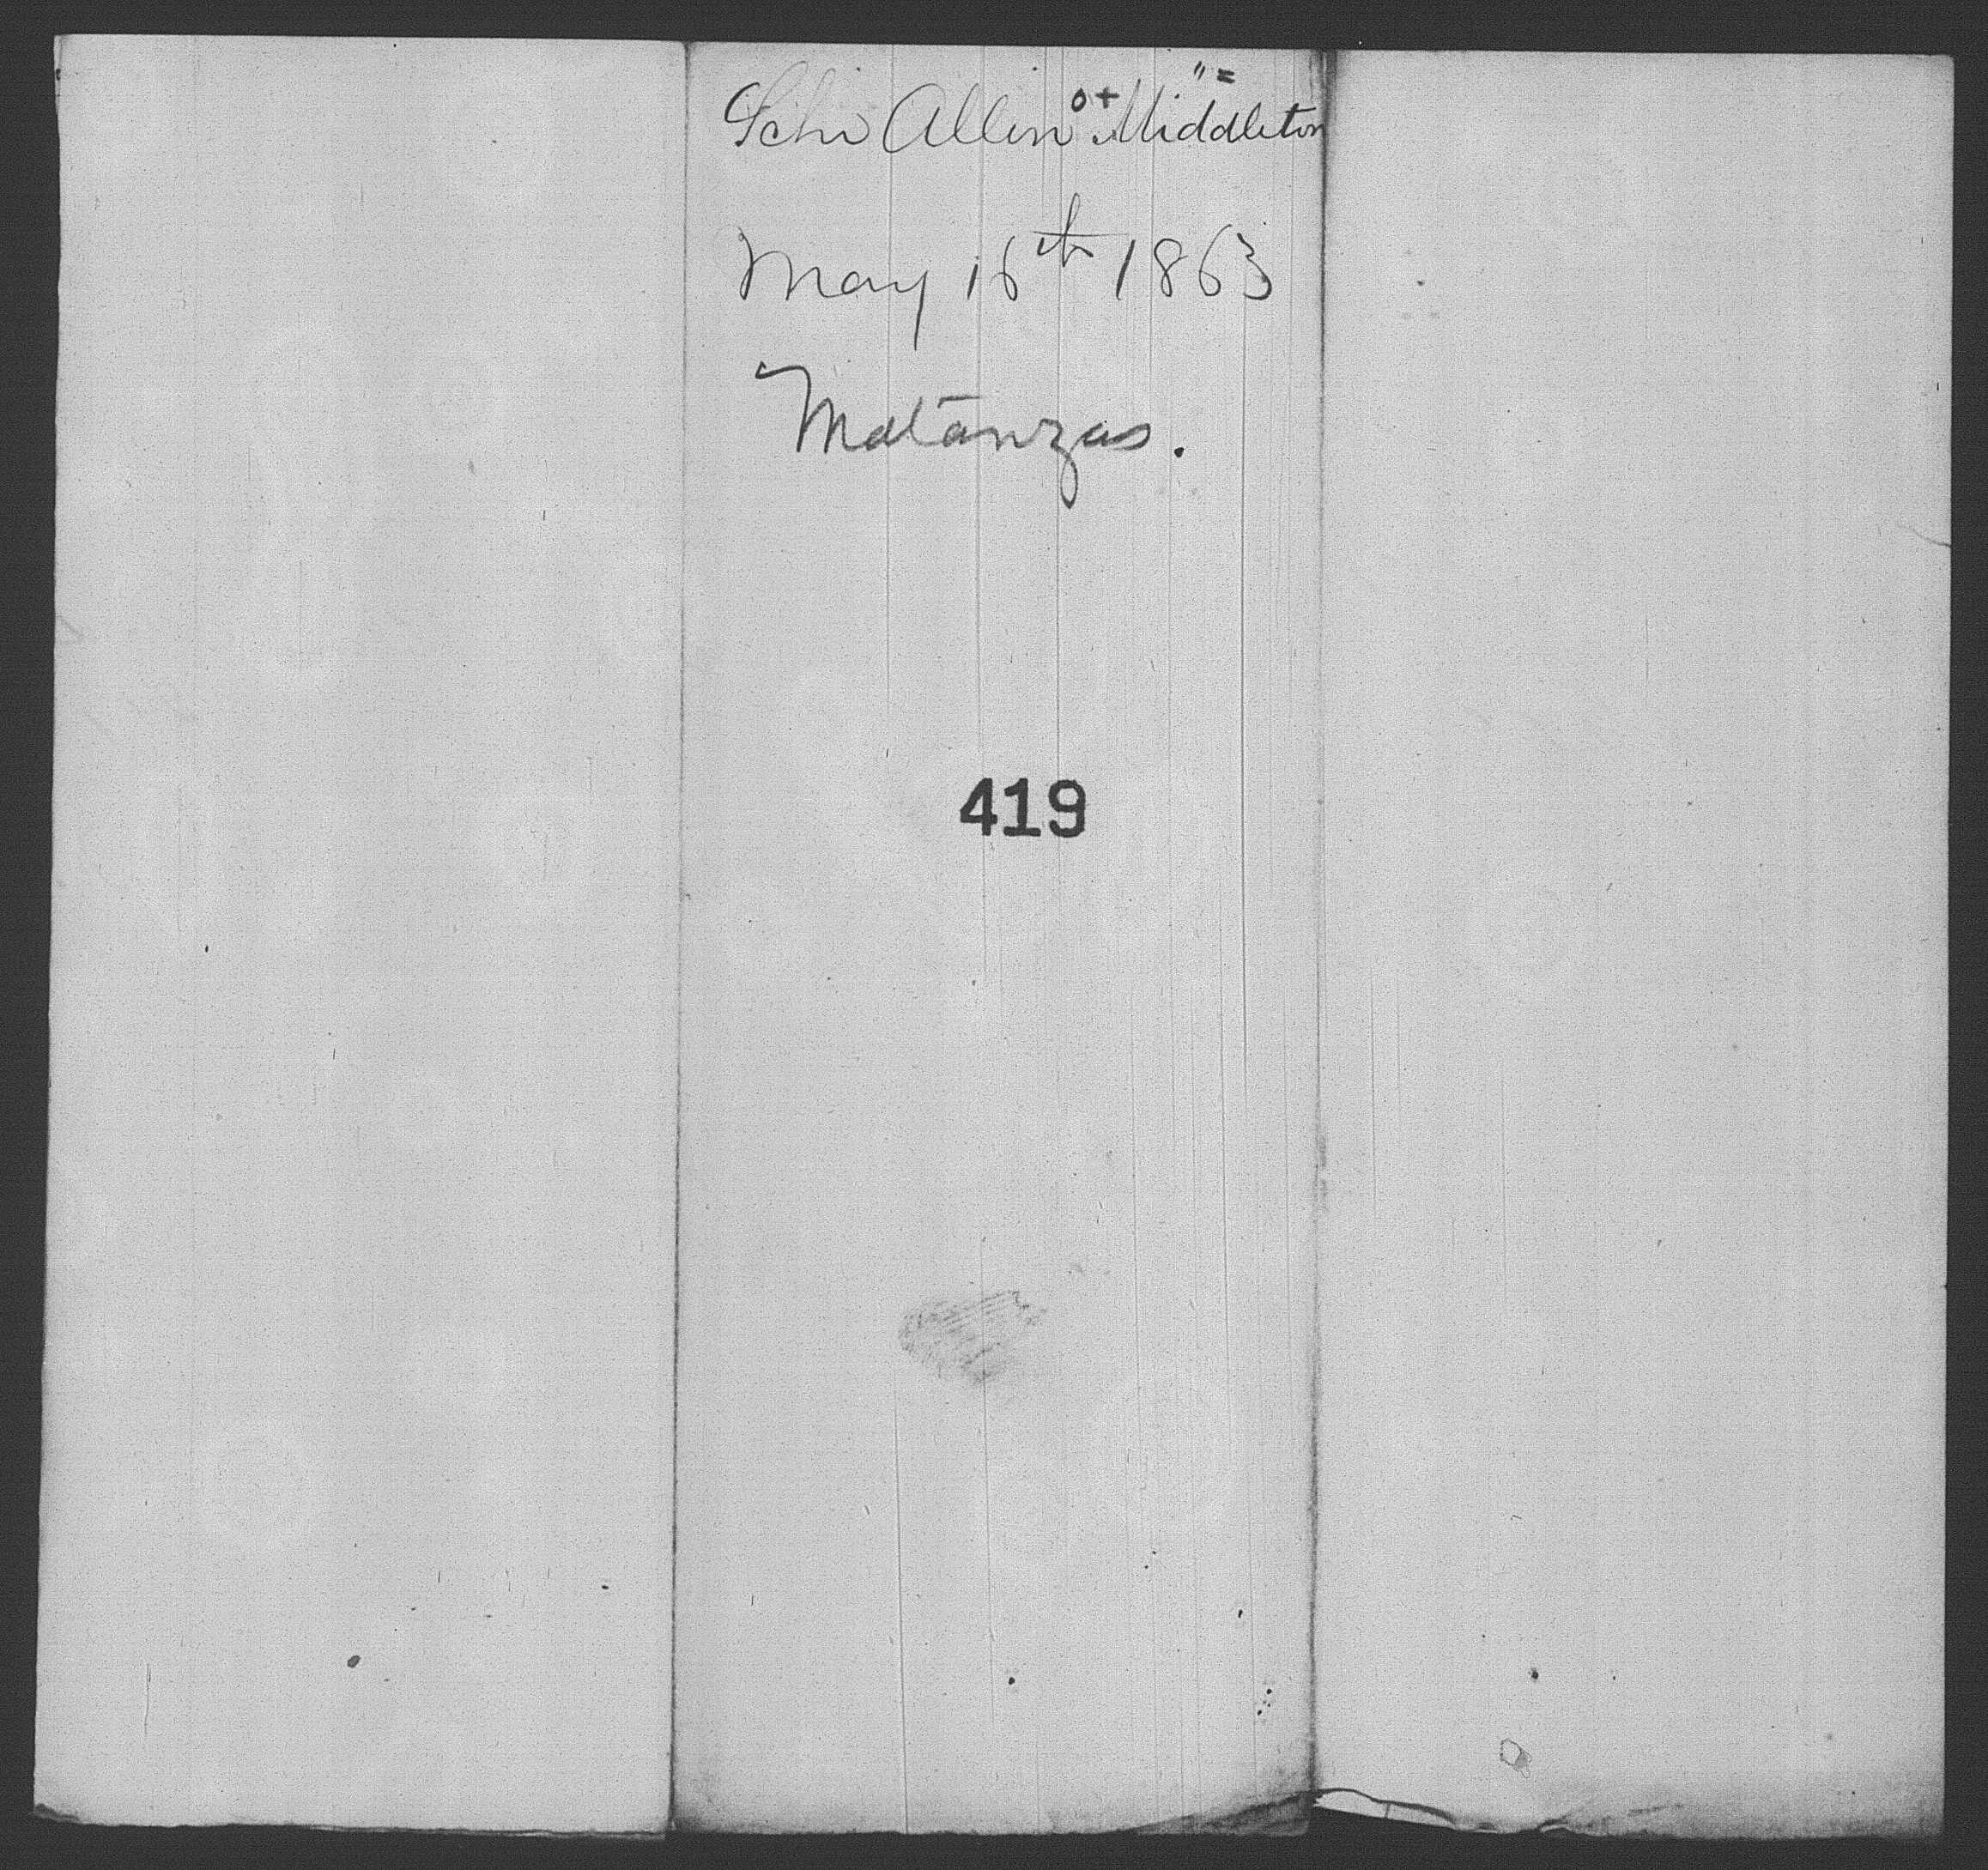 Schr Allen o+ Middleton "=
May 16th 1863
Matanzas.
419